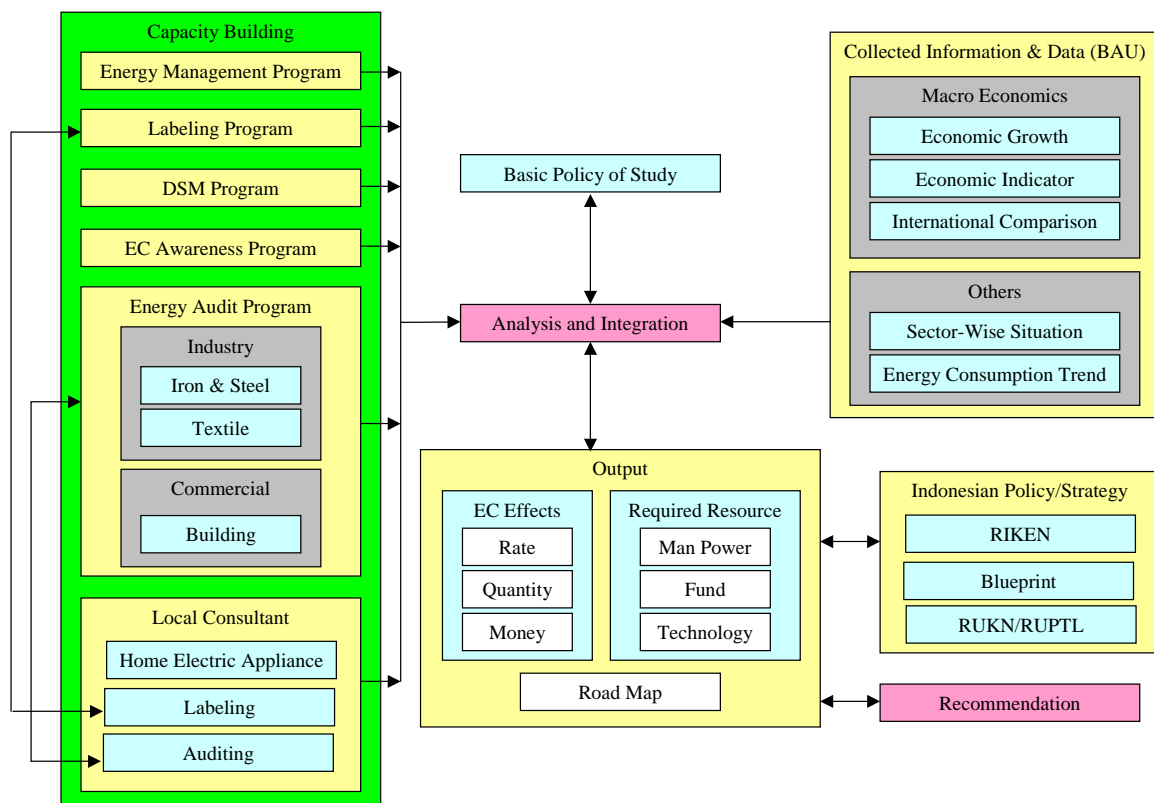 Capacity Building
Energy Management Program
Labeling Program
DSM Program
EC Awareness Program
Energy Audit Program
Industry
Iron & Steel
Textile
Commercial
Building
Local Consultant
Home Electric Appliance
Labeling
Auditing
Basic Policy of Study
Analysis and Integration
Output
EC Effects
Rate
Quantity
Money
Required Resource
Man Power
Fund
Technology
Road Map
Collected Information & Data (BAU)
Macro Economics
Economic Growth
Economic Indicator
International Comparison
Others
Sector-Wise Situation
Energy Consumption Trend
Indonesian Policy/Strategy
RIKEN
Blueprint
RUKN/RUPTL
Recommendation